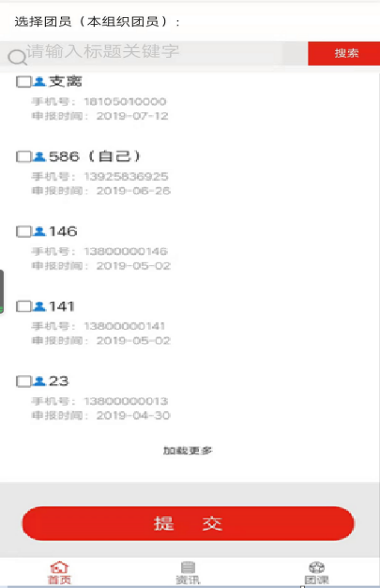 选择团员（本组织团员）:
请输入标题关键字
搜索
支离
手机号: 18105010000
申报时间: 2019-07-12
586（自己）
手机号: 13925836925
申报时间: 2019-06-26
146
手机号: 13800000146
申报时间: 2019-05-02
141
手机号: 13800000141
申报时间: 2019-05-02
23
手机号: 13800000013
申报时间: 2019-04-30
加载更多
提 交
首页 资讯 团课